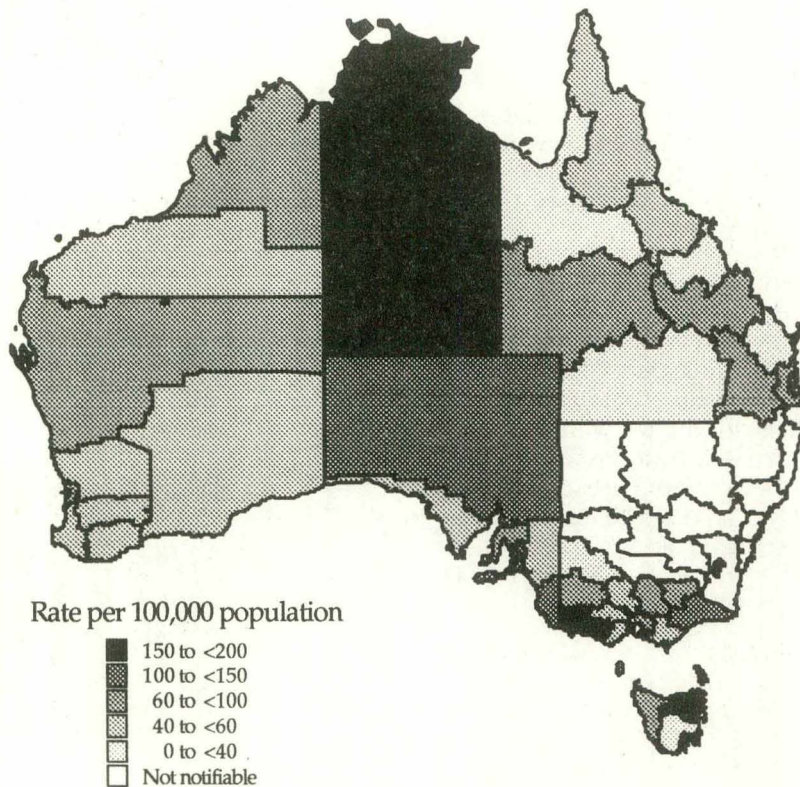 Rate per 100,000 population
150 to <200
100 to <150
60 to <100
40 to <60
0 to <40
Not notifiable